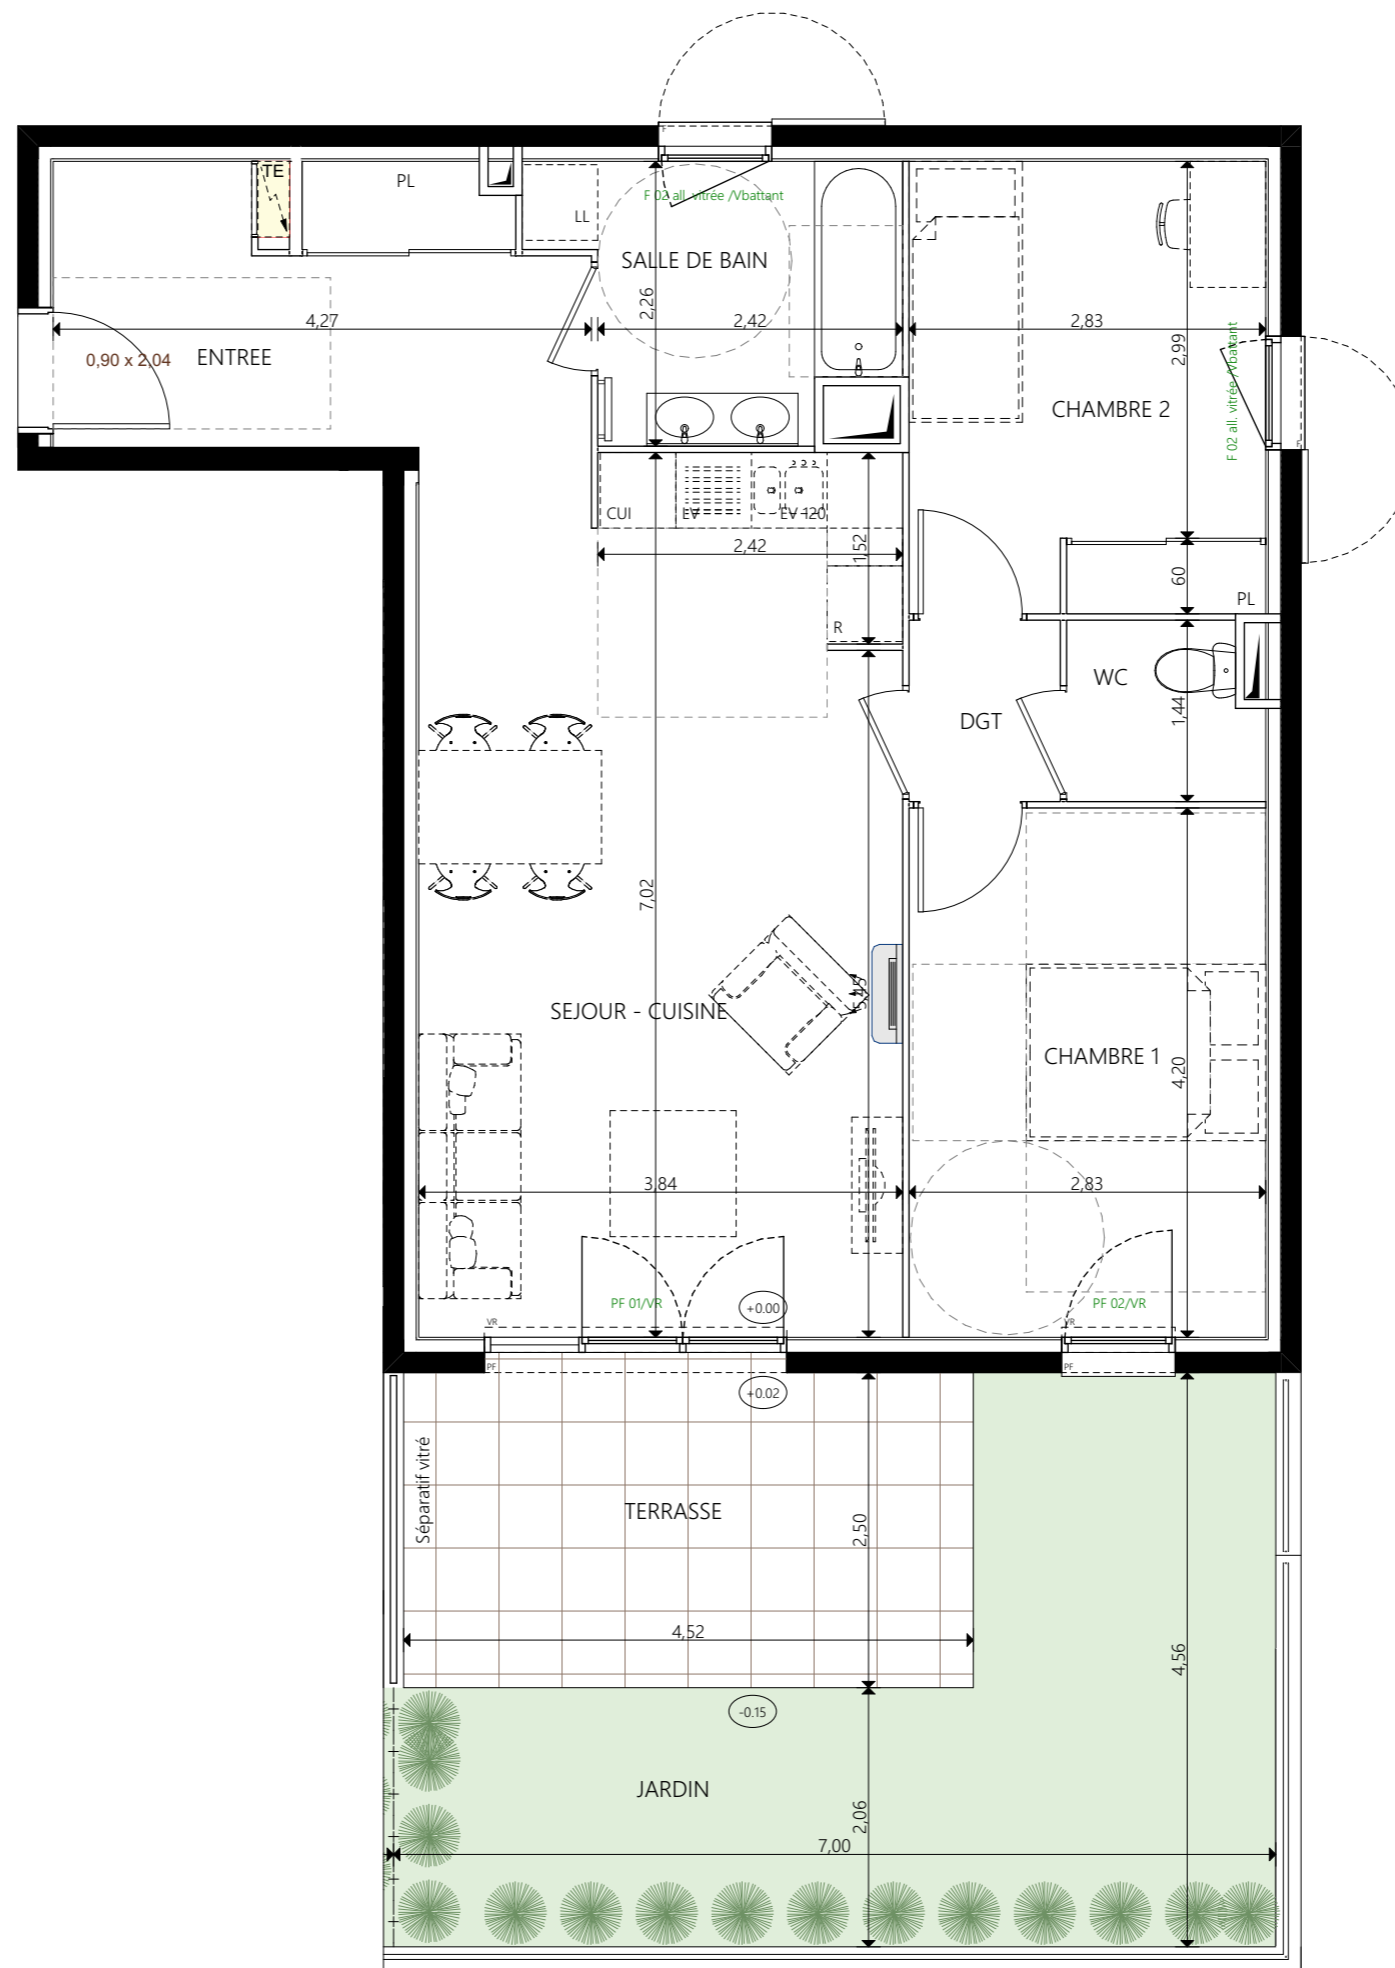 F
TE
PL
LL
F 02 all. vitrée /Vbattant
SALLE DE BAIN
2,26
4,27
2,42
2,83
2,99
F 02 all. vitrée /Vbattant
0,90 x 2,04
ENTREE
CHAMBRE 2
F
CUI
LV
EV 120
2,42
1,52
60
PL
R
WC
1,44
DGT
7,02
5,45
SEJOUR - CUISINE
CHAMBRE 1
4,20
3,84
2,83
PF 01/VR
+0.00
PF 02/VR
VR
VR
PF
PF
+0.02
Séparatif vitré
TERRASSE
2,50
4,52
4,56
-0.15
JARDIN
2,06
7,00